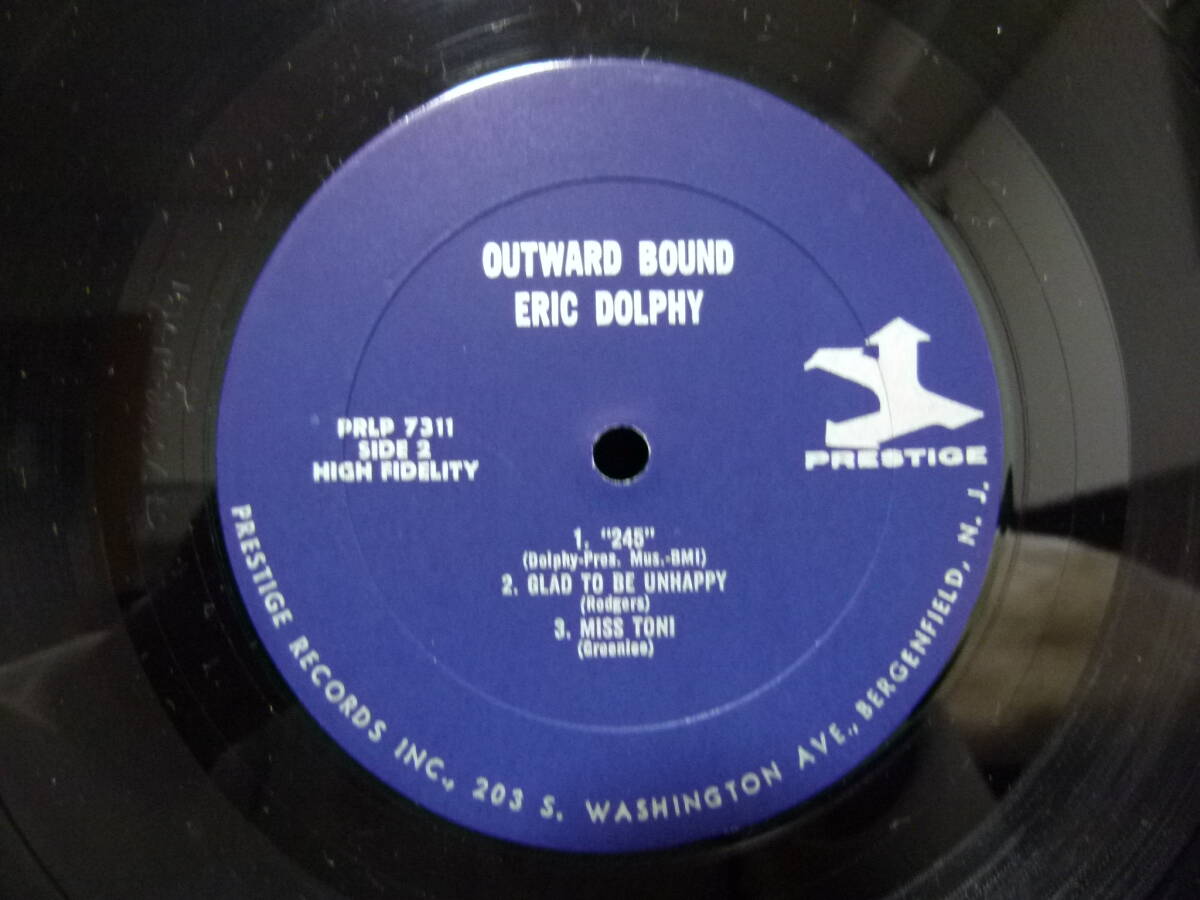 OUTWARD BOUND
ERIC DOLPHY
PRLP 7311
SIDE 2
HIGH FIDELITY
PRESTIGE
1. "245"
(Dolphy-Pres. Mus.-BMI)
2. GLAD TO BE UNHAPPY
(Rodgers)
3. MISS TONI
(Greenlee)
PRESTIGE RECORDS INC., 203 S. WASHINGTON AVE., BERGENFIELD, N. J.